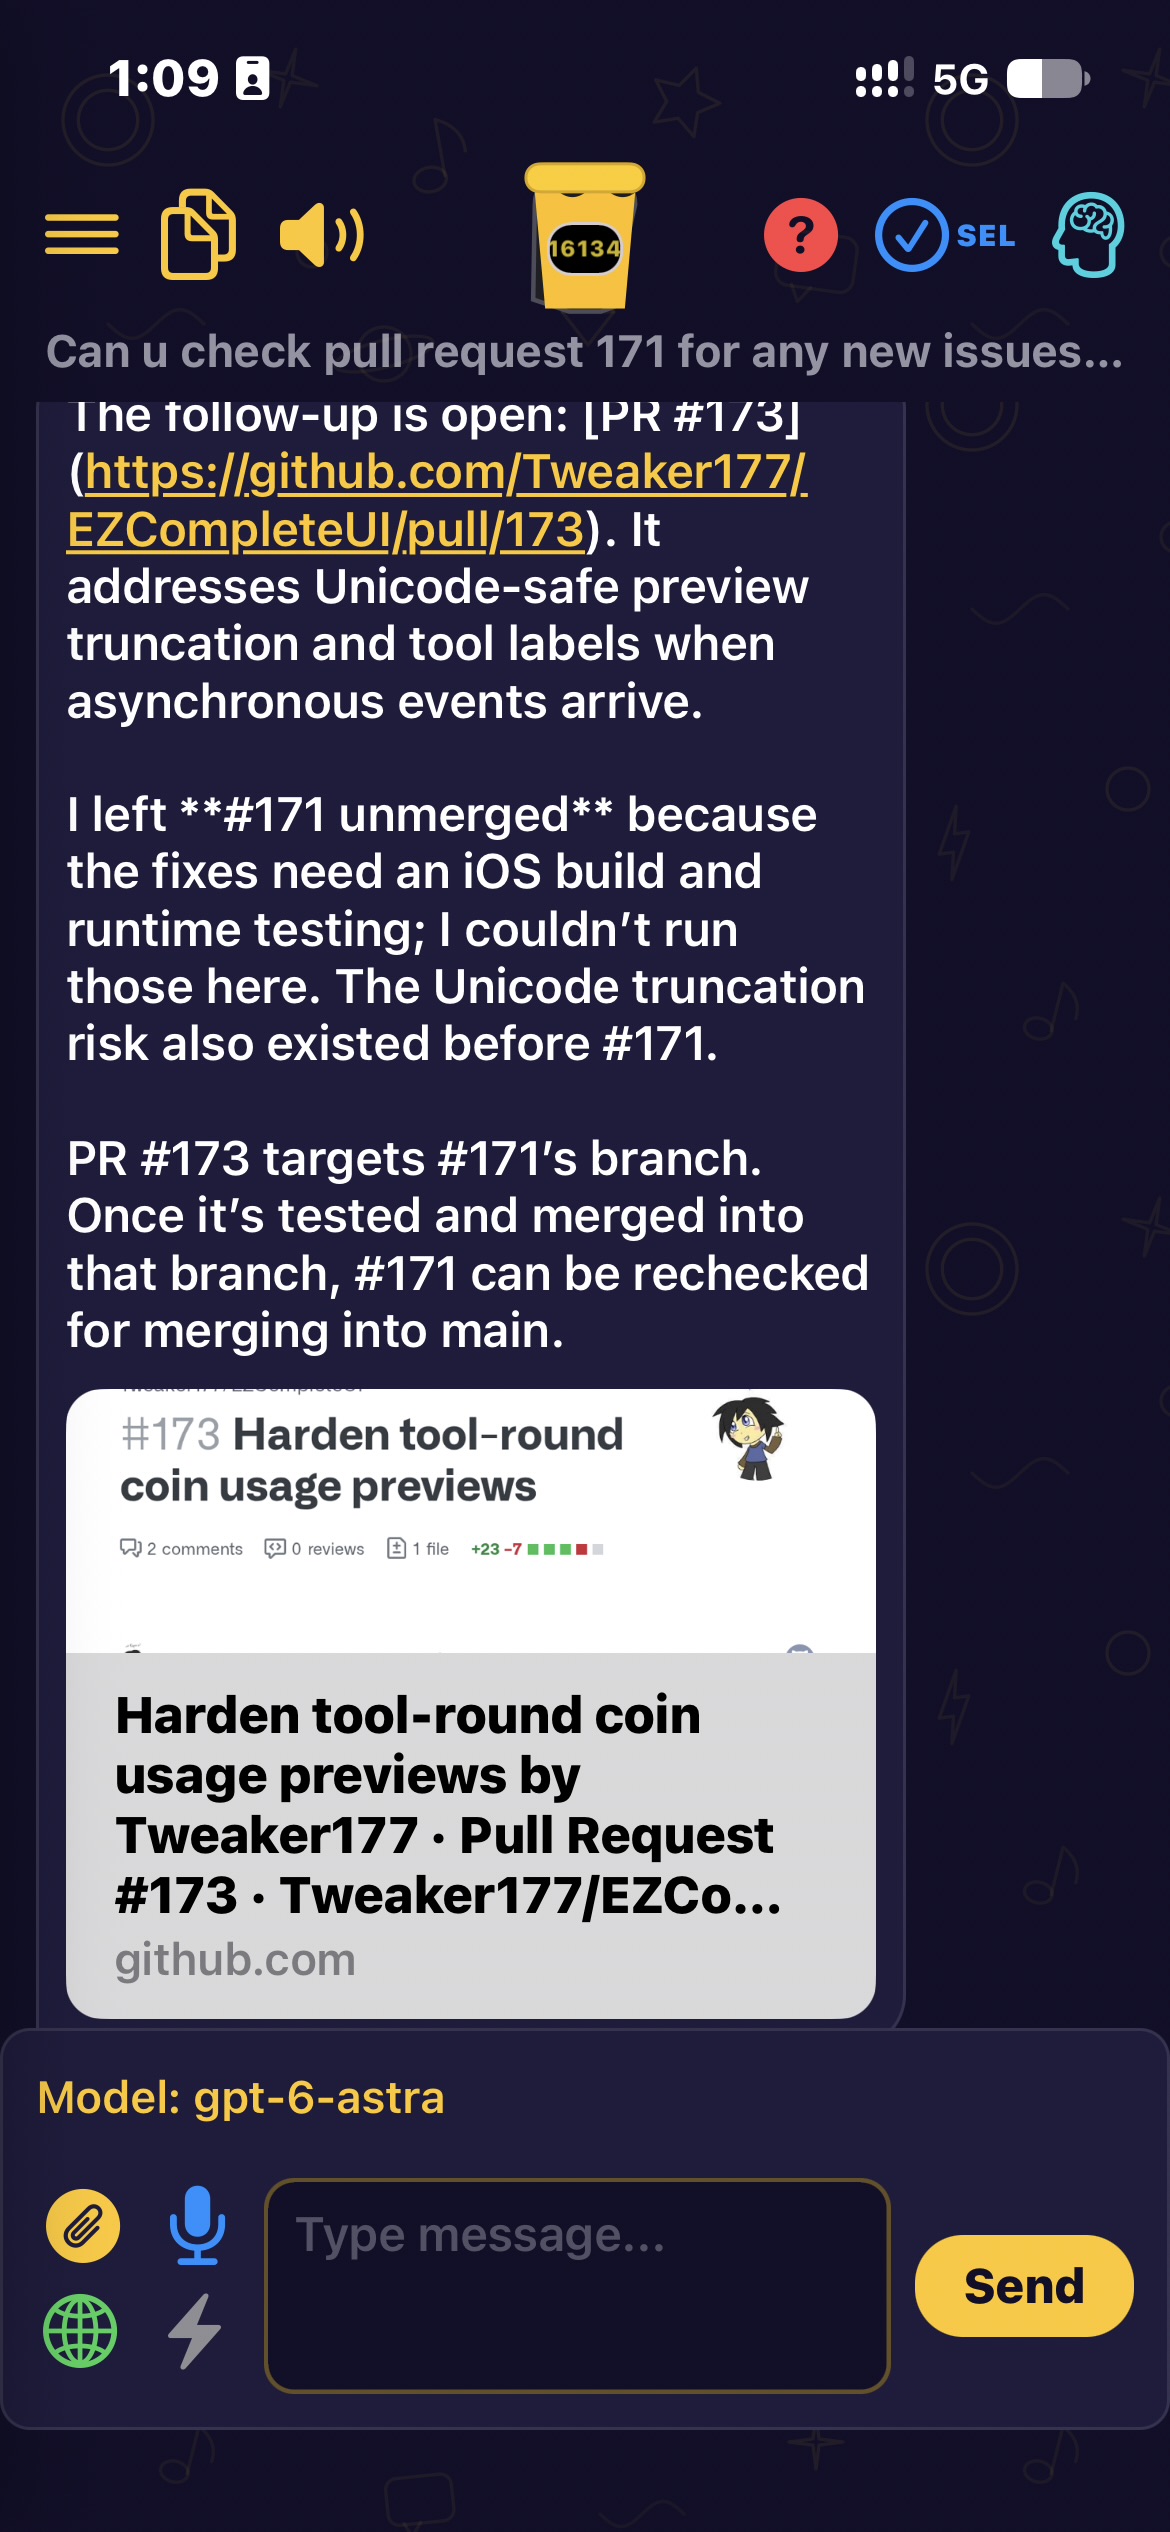 1:09
5G
16134
?
SEL
Can u check pull request 171 for any new issues...
The follow-up is open: [PR #173]
(https://github.com/Tweaker177/
EZCompleteUI/pull/173). It
addresses Unicode-safe preview
truncation and tool labels when
asynchronous events arrive.
I left **#171 unmerged** because
the fixes need an iOS build and
runtime testing; I couldn’t run
those here. The Unicode truncation
risk also existed before #171.
PR #173 targets #171’s branch.
Once it’s tested and merged into
that branch, #171 can be rechecked
for merging into main.
#173 Harden tool-round
coin usage previews
2 comments 0 reviews 1 file +23 -7
Harden tool-round coin
usage previews by
Tweaker177 · Pull Request
#173 · Tweaker177/EZCo...
github.com
Model: gpt-6-astra
Type message...
Send